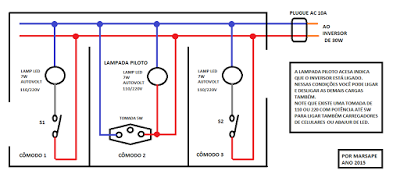 PLUGUE AC 10A
AO
INVERSOR
DE 30W
LAMPADA PILOTO
LAMP LED
7W
AUTOVOLT
110/220V
LAMP LED
7W
AUTOVOLT
110/220V
LAMP LED
7W
AUTOVOLT
110/220V
A LAMPADA PILOTO ACESA INDICA
QUE O INVERSOR ESTÁ LIGADO.
NESSAS CONDIÇÕES VOCÊ PODE LIGAR
E DESLIGAR AS DEMAIS CARGAS
TAMBÉM.
NOTE QUE EXISTE UMA TOMADA DE
110 OU 220 COM POTÊNCIA ATÉ 5W
PARA LIGAR TAMBÉM CARREGADORES
DE CELULARES OU ABAJUR DE LED.
S1
TOMADA 5W
S2
CÔMODO 1
CÔMODO 2
CÔMODO 3
POR MARSAPE
ANO 2015